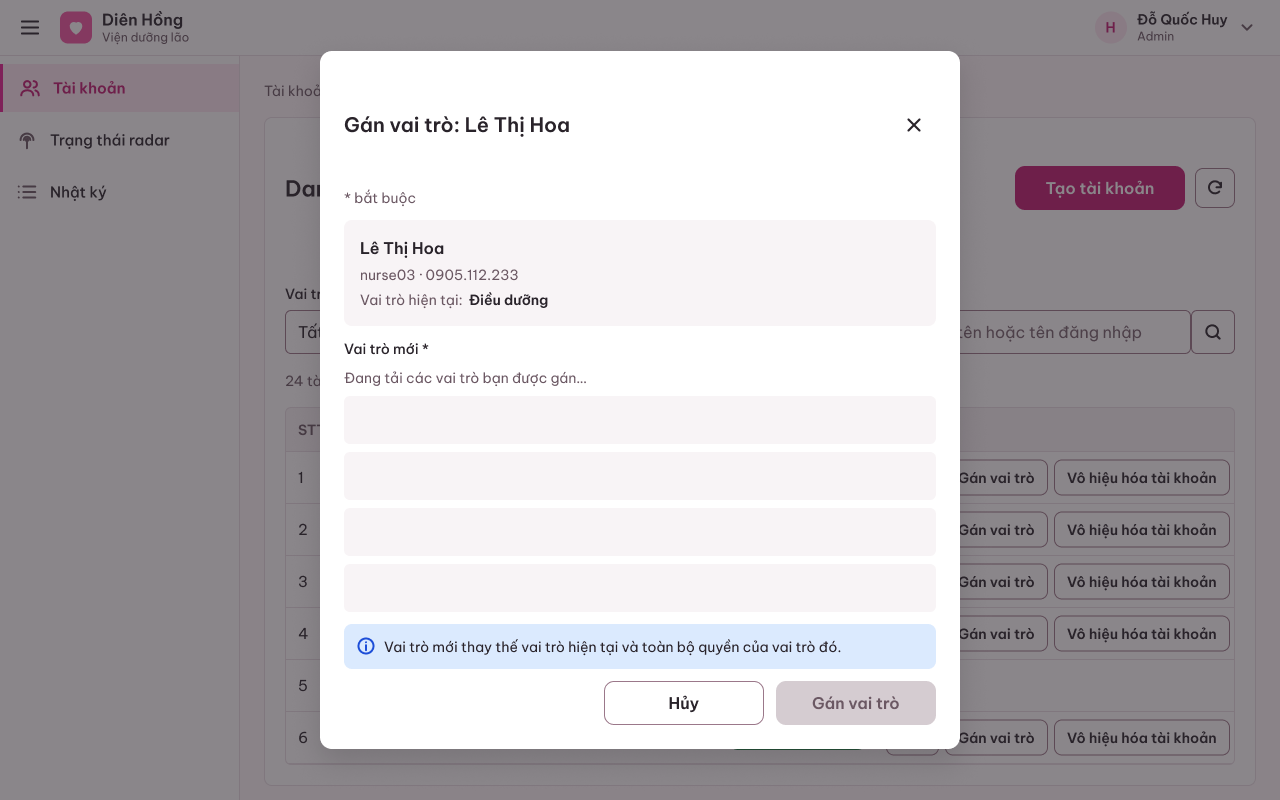 Diên Hồng
Viện dưỡng lão
H
Đỗ Quốc Huy
Admin
Tài khoản
Trạng thái radar
Nhật ký
Gán vai trò: Lê Thị Hoa
* bắt buộc
Lê Thị Hoa
nurse03 · 0905.112.233
Vai trò hiện tại: Điều dưỡng
Vai trò mới *
Đang tải các vai trò bạn được gán...
Vai trò mới thay thế vai trò hiện tại và toàn bộ quyền của vai trò đó.
Hủy
Gán vai trò
Tạo tài khoản
tên hoặc tên đăng nhập
24
STT
1
Gán vai trò
Vô hiệu hóa tài khoản
2
Gán vai trò
Vô hiệu hóa tài khoản
3
Gán vai trò
Vô hiệu hóa tài khoản
4
Gán vai trò
Vô hiệu hóa tài khoản
5
6
Gán vai trò
Vô hiệu hóa tài khoản